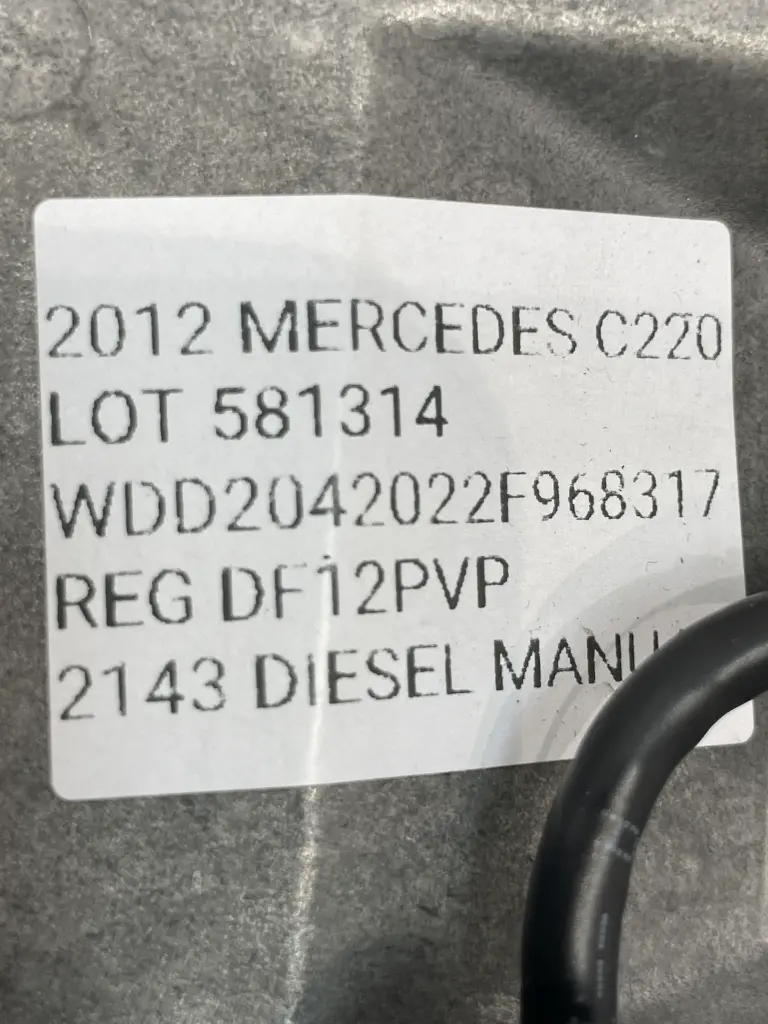 2012 MERCEDES C220
LOT 581314
WDD2042022F968317
REG DF12PVP
2143 DIESEL